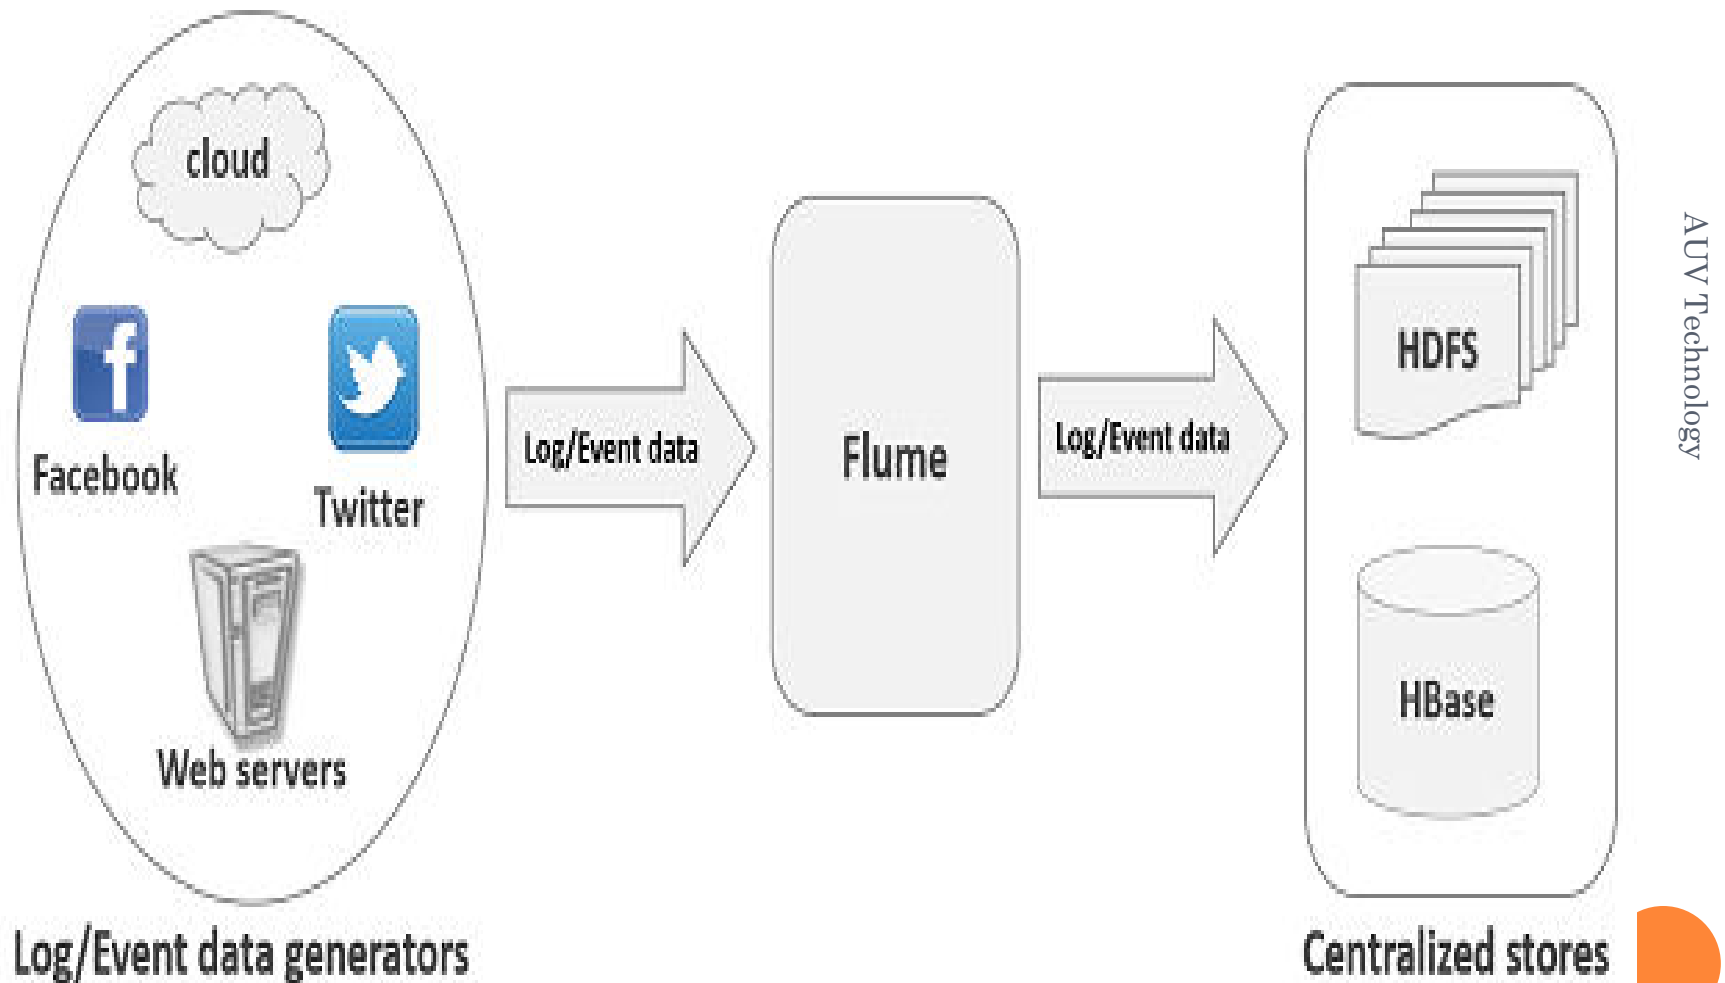 cloud
Facebook
Twitter
Web servers
Log/Event data generators
Log/Event data
Flume
Log/Event data
HDFS
HBase
Centralized stores
AUV Technology